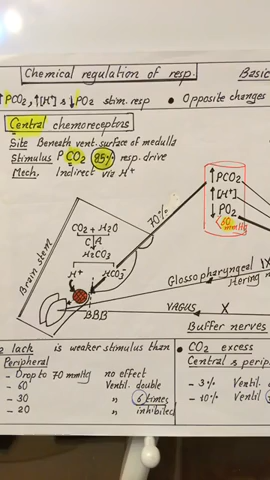 Chemical regulation of resp.
Basic
↑PCO₂, ↑[H⁺] & ↓PO₂ stim. resp
• Opposite changes
Central chemoreceptors
Site Beneath vent. surface of medulla
Stimulus PCO₂ 85% resp. drive
Mech. Indirect via H⁺
↑ PCO₂
↑ [H⁺]
↓ PO₂
60 mmHg
70%
Brain stem
CO₂ + H₂O
C A
H₂CO₃
H⁺ HCO₃⁻
BBB
Glossopharyngeal IX
Hering n
VAGUS X
Buffer nerves
lack is weaker stimulus than
Peripheral
- Drop to 70 mmHg no effect
- 60 Ventil. double
- 30 " 6 times
- 20 " inhibited
• CO₂ excess
Central & perip
- 3% Ventil.
- 10% Ventil